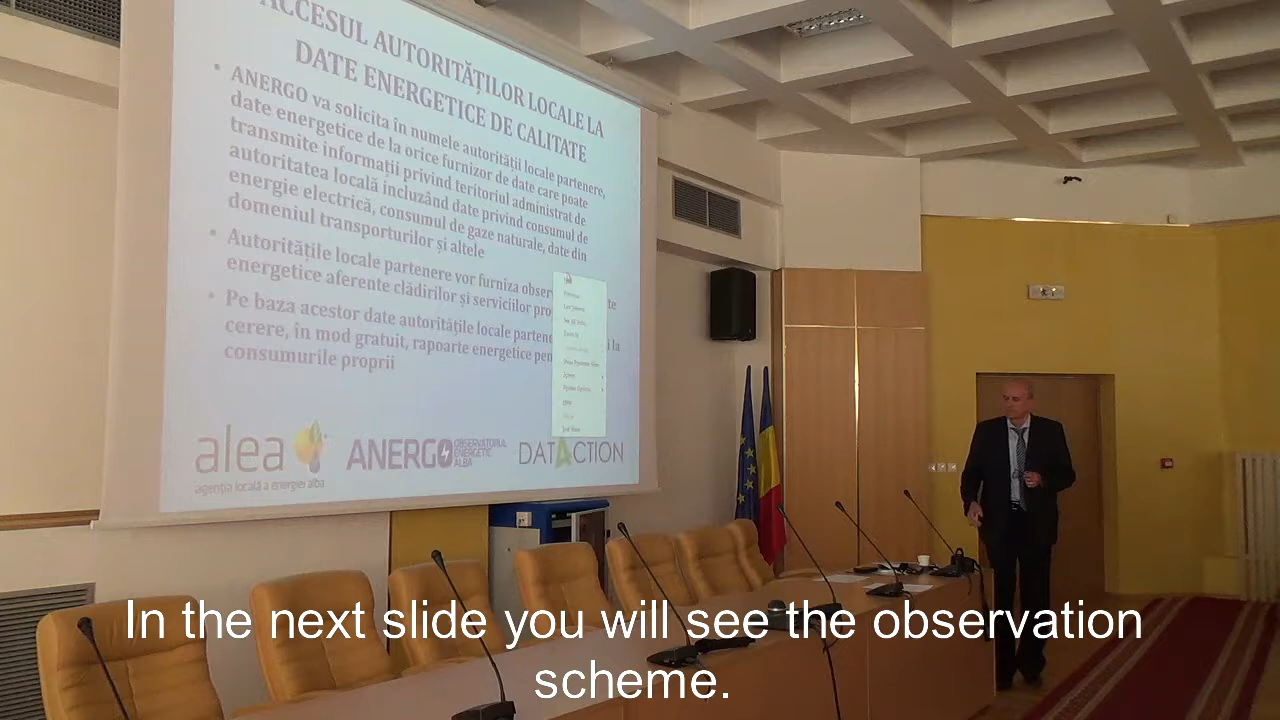 ACCESUL AUTORITĂȚILOR LOCALE LA
DATE ENERGETICE DE CALITATE
• ANERGO va solicita în numele autorității locale partenere,
date energetice de la orice furnizor de date care poate
transmite informații privind teritoriul administrat de
autoritatea locală incluzând date privind consumul de
energie electrică, consumul de gaze naturale, date din
domeniul transporturilor și altele
• Autoritățile locale partenere vor furniza
energetice aferente clădirilor și serviciilor
• Pe baza acestor date autoritățile locale
cerere, în mod gratuit, rapoarte energetice
consumurile proprii
alea
agenția locală a energiei alba
ANERGO
OBSERVATORUL
ENERGETIC
ALBA
DATACTION
In the next slide you will see the observation
scheme.